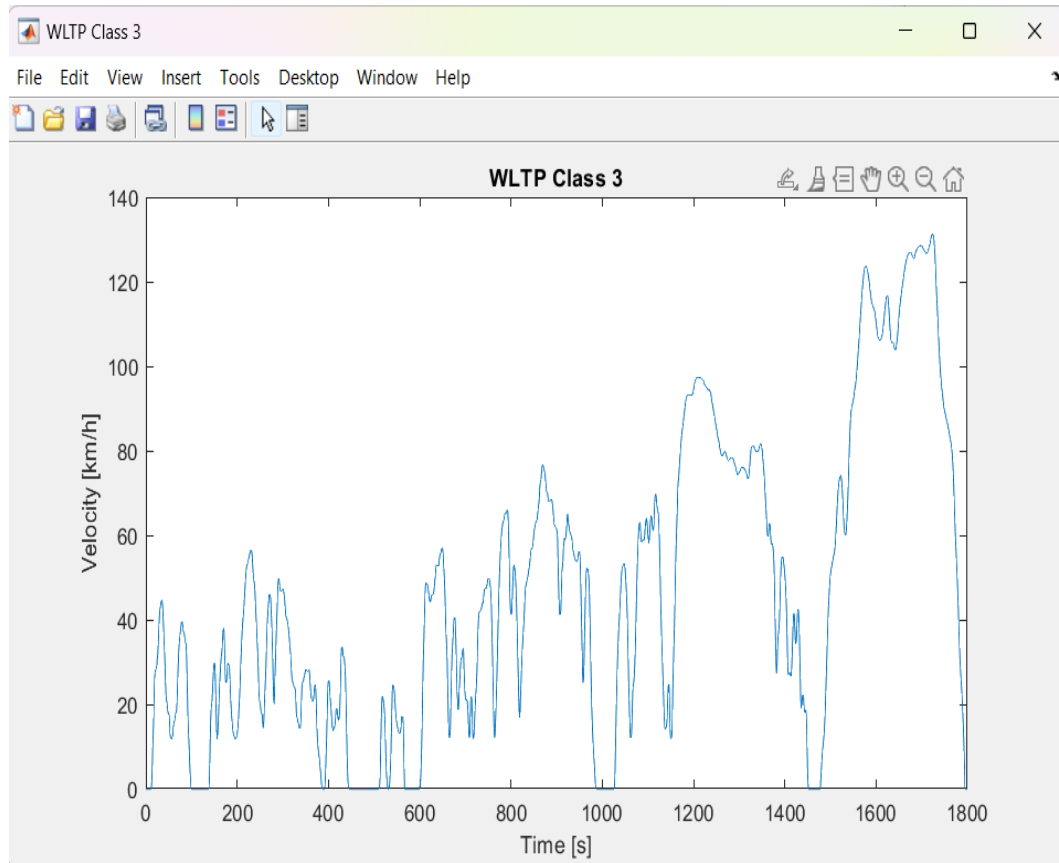 WLTP Class 3
File Edit View Insert Tools Desktop Window Help
WLTP Class 3
140
120
100
80
60
40
20
0
Velocity [km/h]
0 200 400 600 800 1000 1200 1400 1600 1800
Time [s]